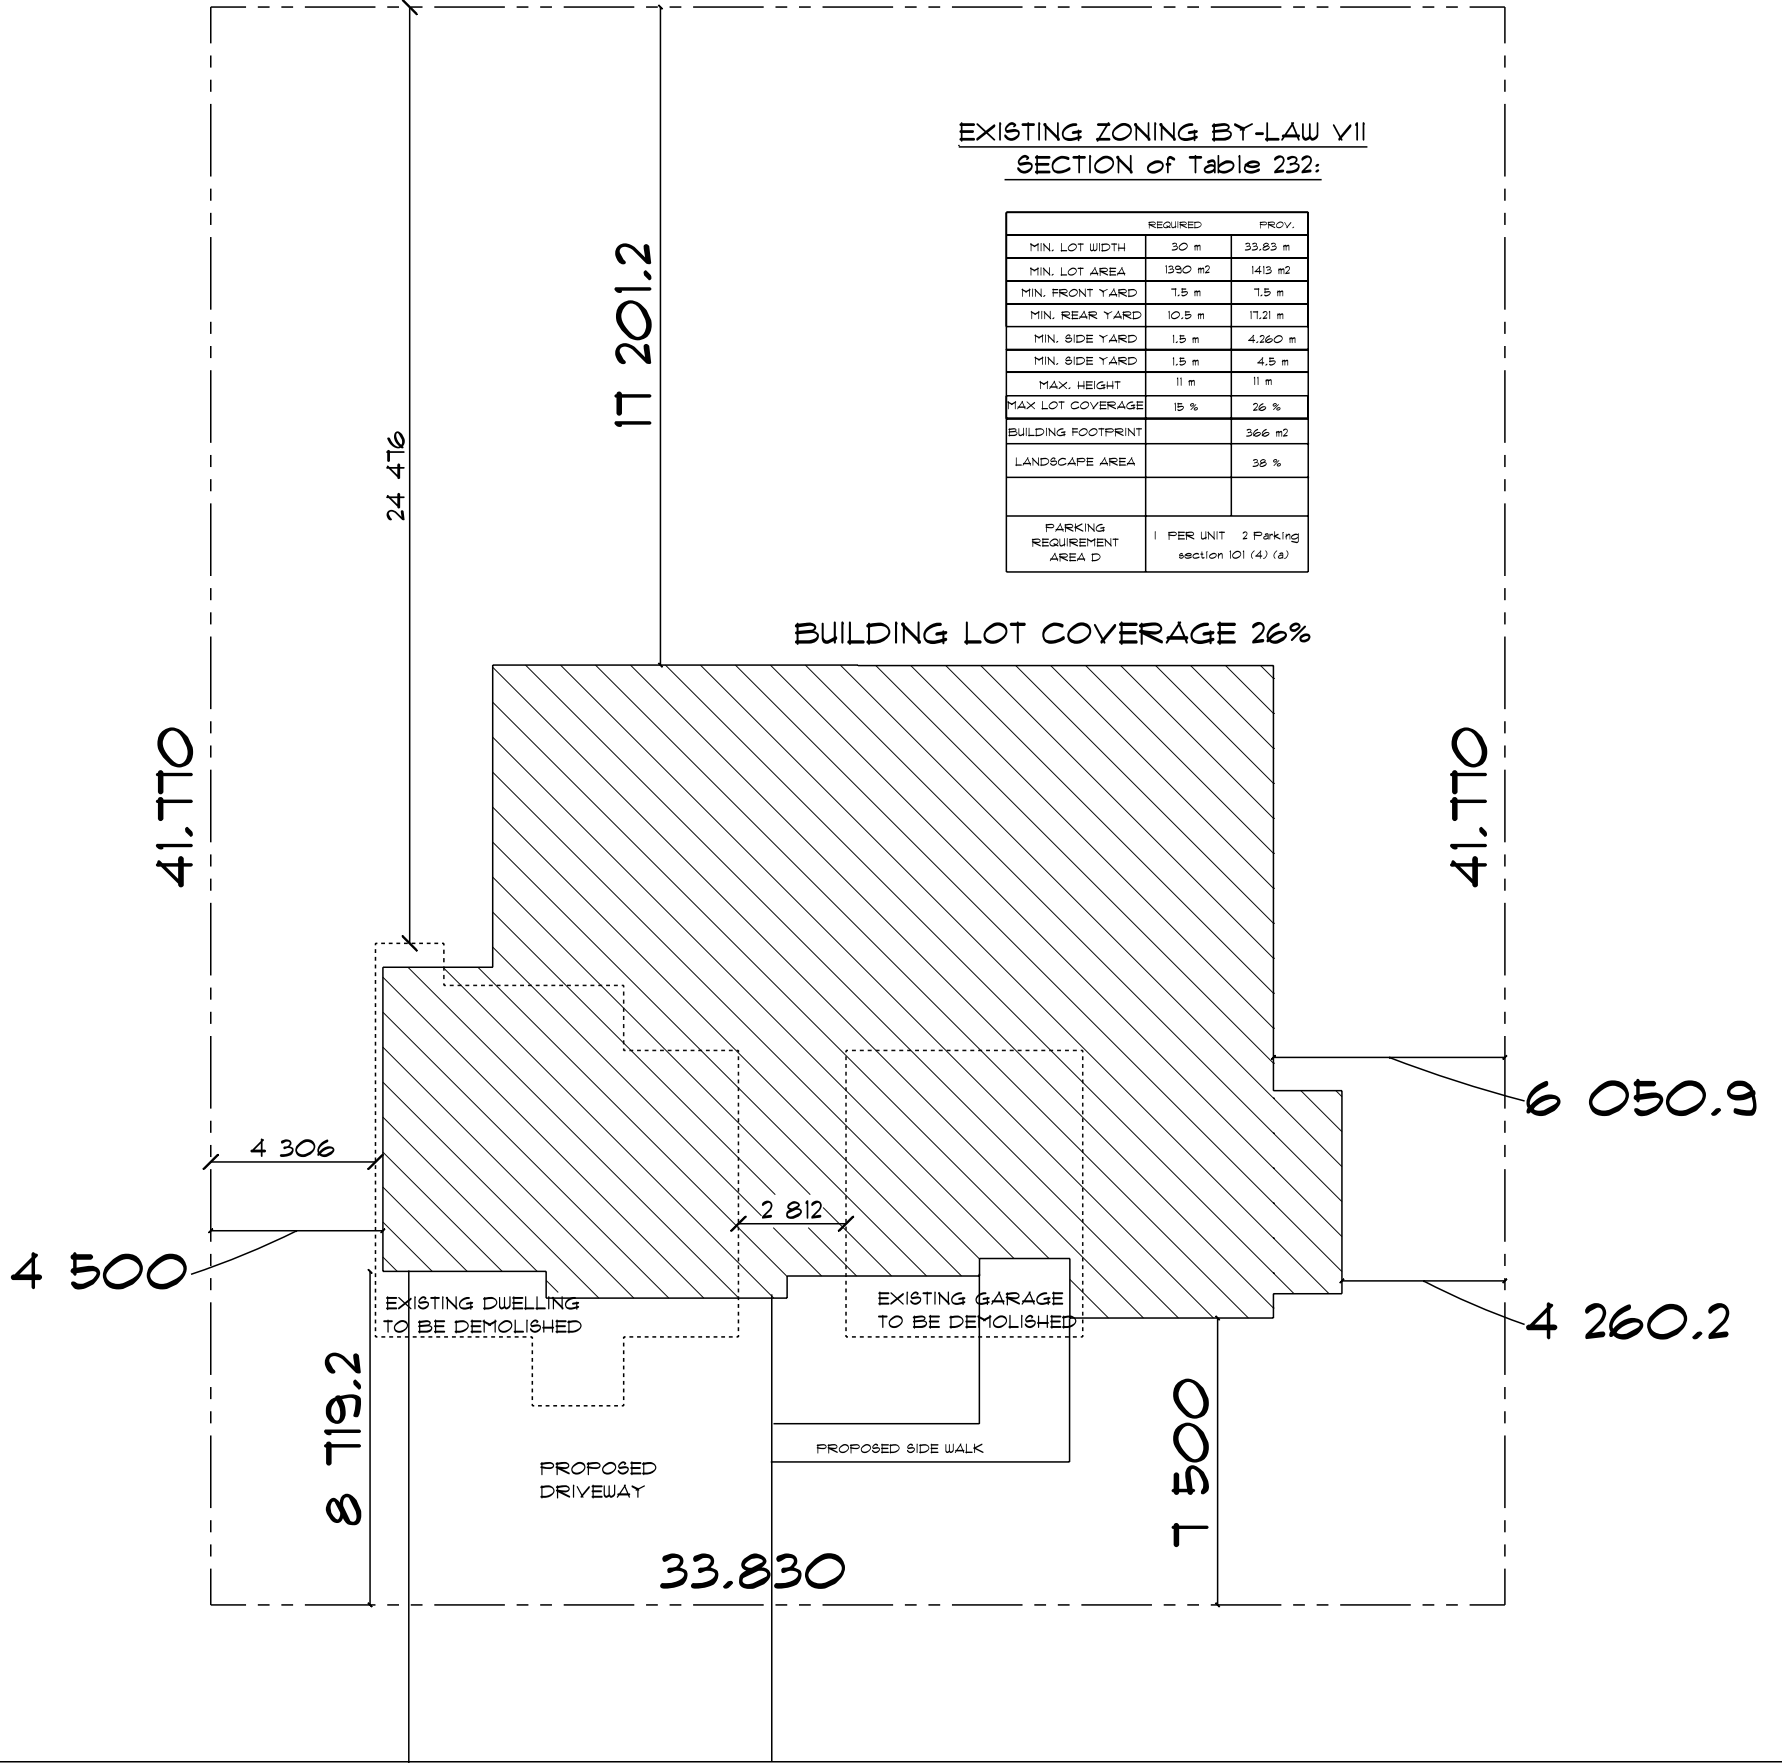 EXISTING ZONING BY-LAW VII
SECTION of Table 232:
REQUIRED PROV.
MIN. LOT WIDTH 30 m 33.83 m
MIN. LOT AREA 1390 m2 1413 m2
MIN. FRONT YARD 7.5 m 7.5 m
MIN. REAR YARD 10.5 m 17.21 m
MIN. SIDE YARD 1.5 m 4.260 m
MIN. SIDE YARD 1.5 m 4.5 m
MAX. HEIGHT 11 m 11 m
MAX LOT COVERAGE 15 % 26 %
BUILDING FOOTPRINT 366 m2
LANDSCAPE AREA 38 %
PARKING
REQUIREMENT
AREA D
1 PER UNIT 2 Parking
section 101 (4) (a)
17 201.2
24 476
BUILDING LOT COVERAGE 26%
41.770
41.770
6 050.9
4 306
2 812
4 500
4 260.2
EXISTING DWELLING
TO BE DEMOLISHED
EXISTING GARAGE
TO BE DEMOLISHED
8 719.2
7 500
PROPOSED SIDE WALK
PROPOSED
DRIVEWAY
33.830